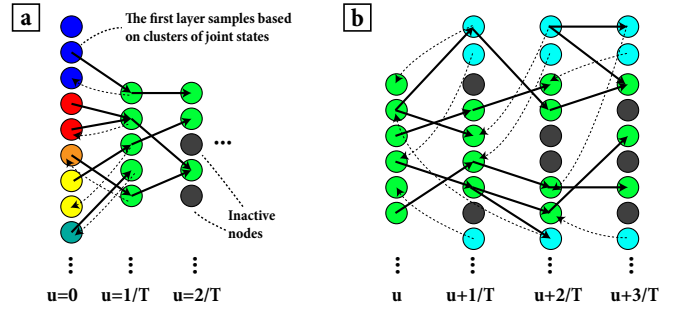 a
The first layer samples based
on clusters of joint states
...
Inactive
nodes
u=0 u=1/T u=2/T
b
u u+1/T u+2/T u+3/T